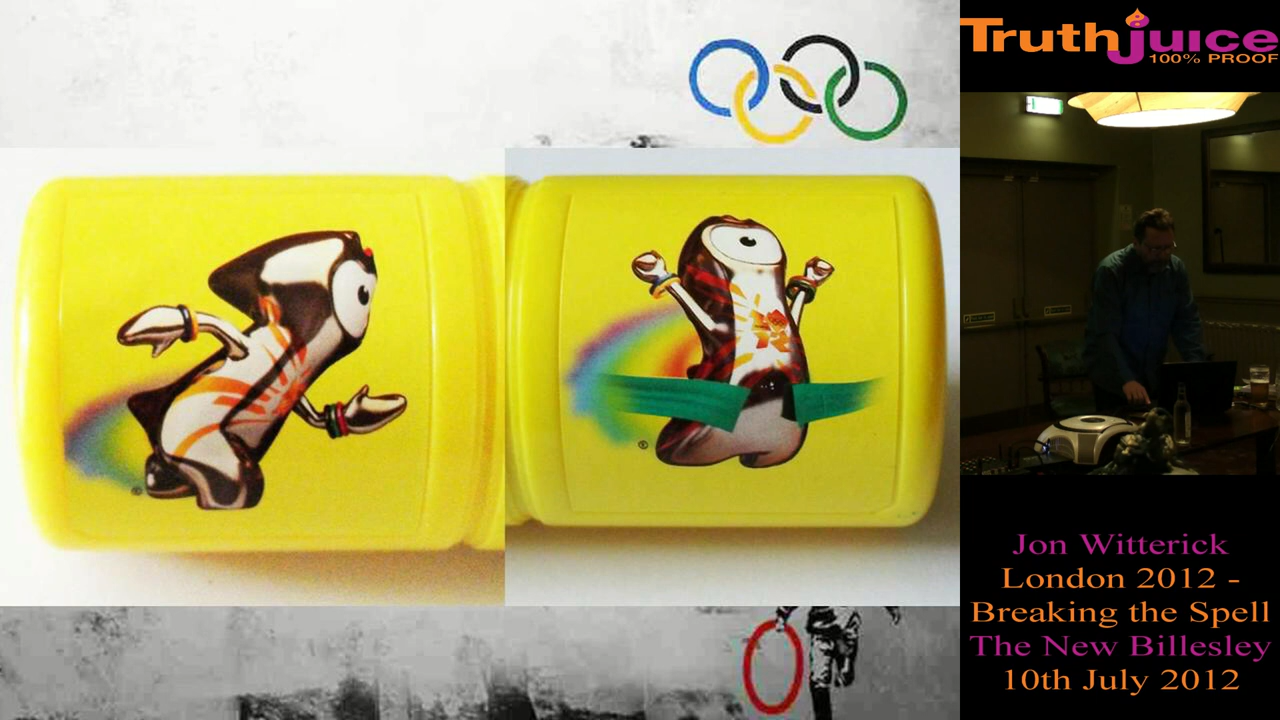 Truthjuice
100% PROOF
Jon Witterick
London 2012 -
Breaking the Spell
The New Billesley
10th July 2012
®
®